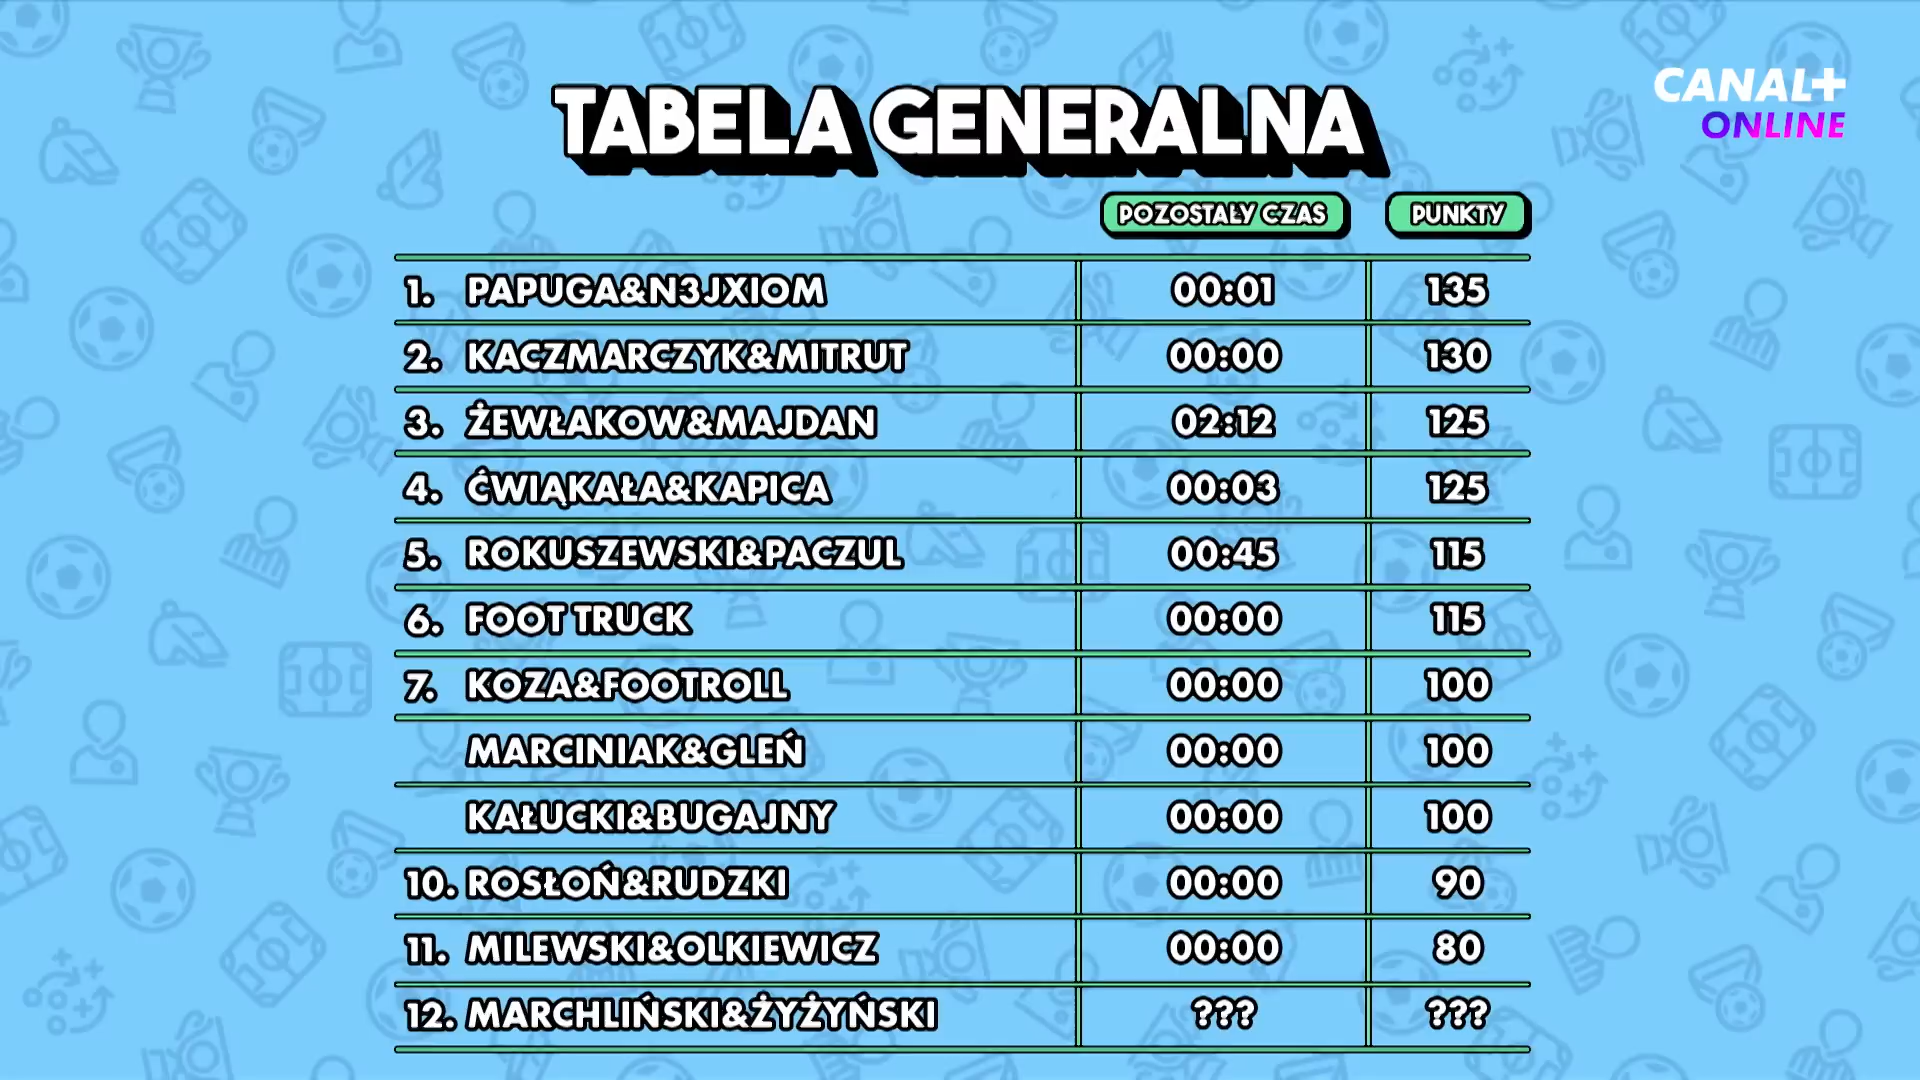 CANAL+
ONLINE
TABELA GENERALNA
POZOSTAŁY CZAS PUNKTY
1. PAPUGA&N3JXIOM 00:01 135
2. KACZMARCZYK&MITRUT 00:00 130
3. ŻEWŁAKOW&MAJDAN 02:12 125
4. ĆWIĄKAŁA&KAPICA 00:03 125
5. ROKUSZEWSKI&PACZUL 00:45 115
6. FOOT TRUCK 00:00 115
7. KOZA&FOOTROLL 00:00 100
MARCINIAK&GLEŃ 00:00 100
KAŁUCKI&BUGAJNY 00:00 100
10. ROSŁOŃ&RUDZKI 00:00 90
11. MILEWSKI&OLKIEWICZ 00:00 80
12. MARCHLIŃSKI&ŻYŻYŃSKI ??? ???